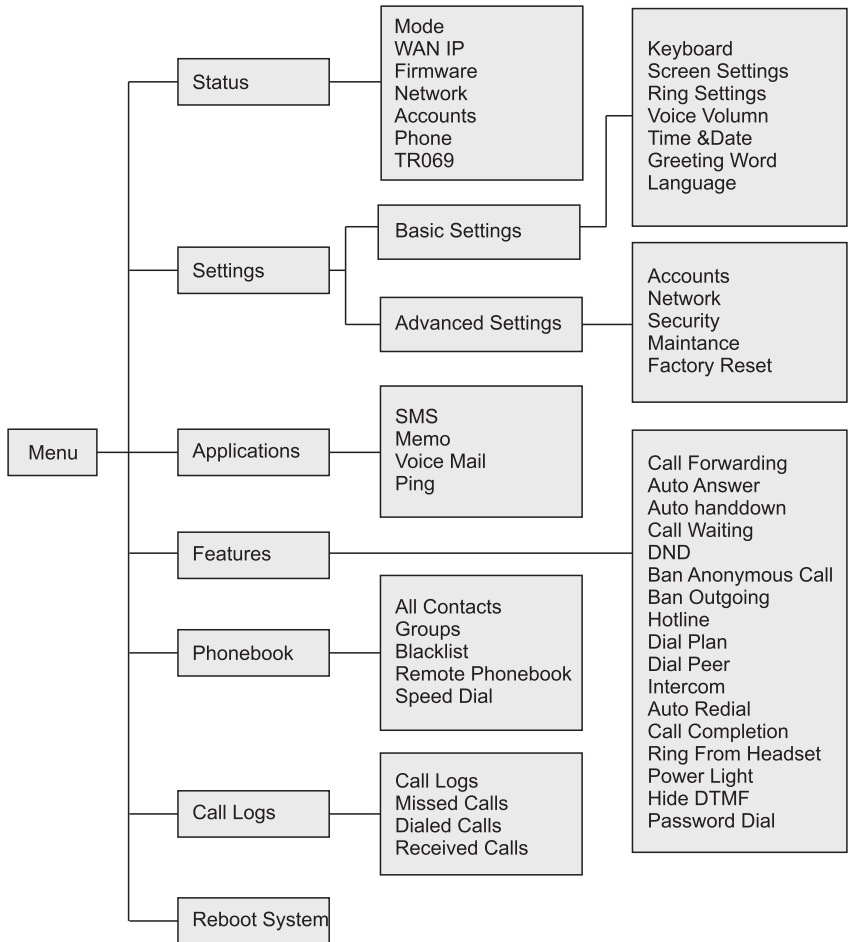 Menu
Status
Mode
WAN IP
Firmware
Network
Accounts
Phone
TR069
Settings
Basic Settings
Keyboard
Screen Settings
Ring Settings
Voice Volumn
Time &Date
Greeting Word
Language
Advanced Settings
Accounts
Network
Security
Maintance
Factory Reset
Applications
SMS
Memo
Voice Mail
Ping
Features
Call Forwarding
Auto Answer
Auto handdown
Call Waiting
DND
Ban Anonymous Call
Ban Outgoing
Hotline
Dial Plan
Dial Peer
Intercom
Auto Redial
Call Completion
Ring From Headset
Power Light
Hide DTMF
Password Dial
Phonebook
All Contacts
Groups
Blacklist
Remote Phonebook
Speed Dial
Call Logs
Call Logs
Missed Calls
Dialed Calls
Received Calls
Reboot System